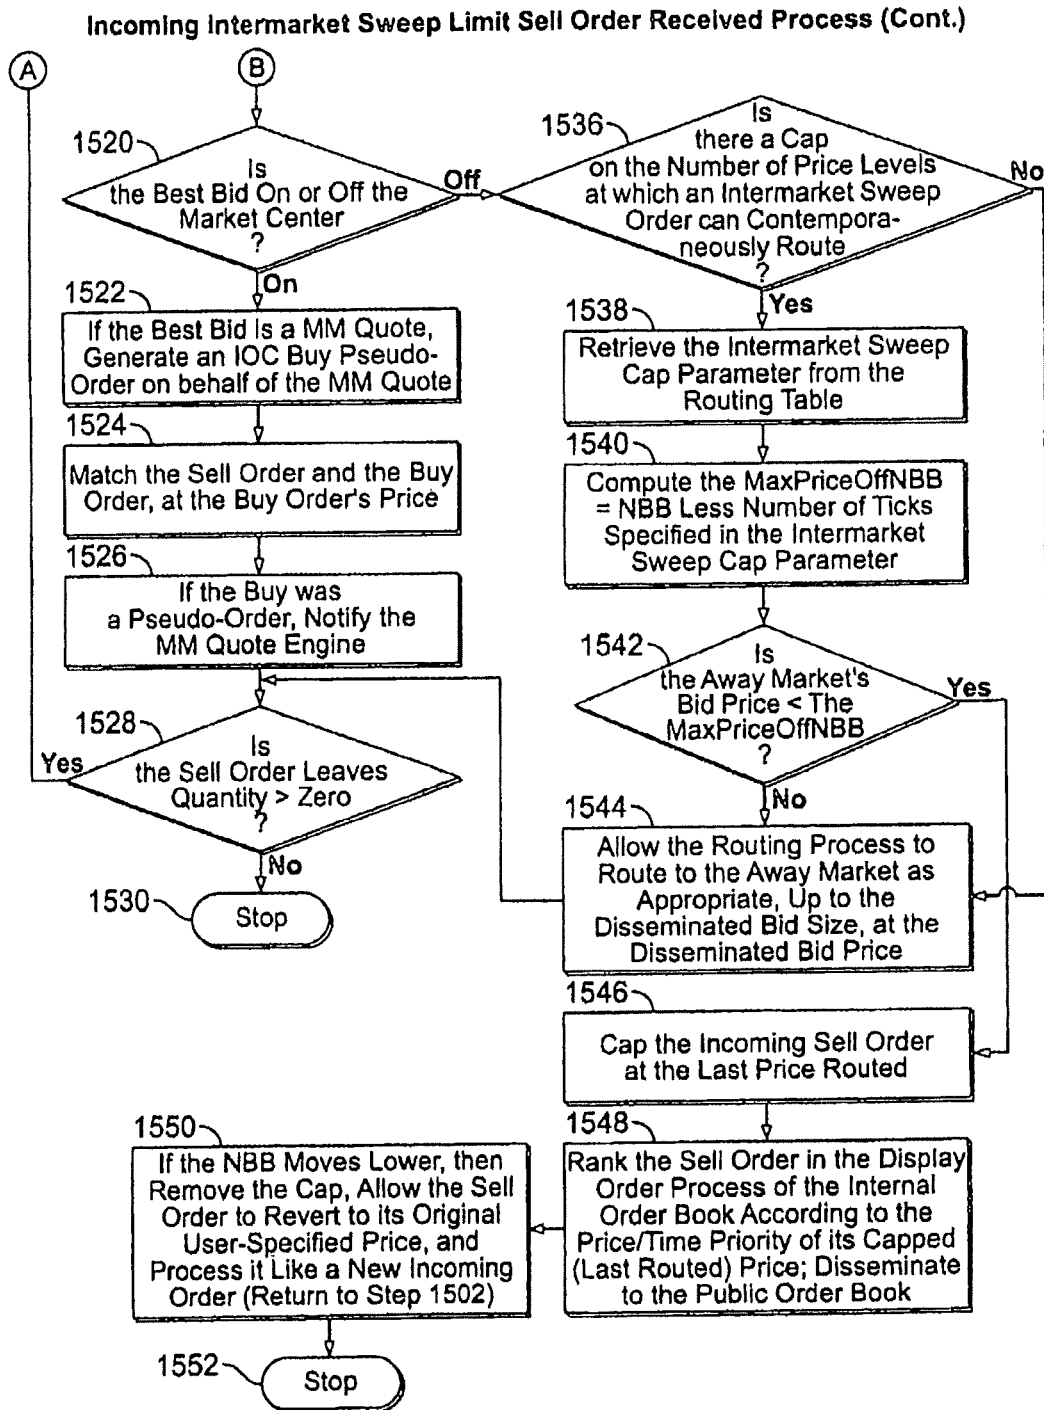 Incoming Intermarket Sweep Limit Sell Order Received Process (Cont.)
A
B
1520
Is
the Best Bid On or Off the
Market Center
?
Off
On
1522
If the Best Bid Is a MM Quote,
Generate an IOC Buy Pseudo-
Order on behalf of the MM Quote
1524
Match the Sell Order and the Buy
Order, at the Buy Order's Price
1526
If the Buy was
a Pseudo-Order, Notify the
MM Quote Engine
1528
Yes
Is
the Sell Order Leaves
Quantity > Zero
?
No
1530
Stop
1536
Is
there a Cap
on the Number of Price Levels
at which an Intermarket Sweep
Order can Contempora-
neously Route
?
No
Yes
1538
Retrieve the Intermarket Sweep
Cap Parameter from the
Routing Table
1540
Compute the MaxPriceOffNBB
= NBB Less Number of Ticks
Specified in the Intermarket
Sweep Cap Parameter
1542
Is
the Away Market's
Bid Price < The
MaxPriceOffNBB
?
Yes
No
1544
Allow the Routing Process to
Route to the Away Market as
Appropriate, Up to the
Disseminated Bid Size, at the
Disseminated Bid Price
1546
Cap the Incoming Sell Order
at the Last Price Routed
1548
Rank the Sell Order in the Display
Order Process of the Internal
Order Book According to the
Price/Time Priority of its Capped
(Last Routed) Price; Disseminate
to the Public Order Book
1550
If the NBB Moves Lower, then
Remove the Cap, Allow the Sell
Order to Revert to its Original
User-Specified Price, and
Process it Like a New Incoming
Order (Return to Step 1502)
1552
Stop